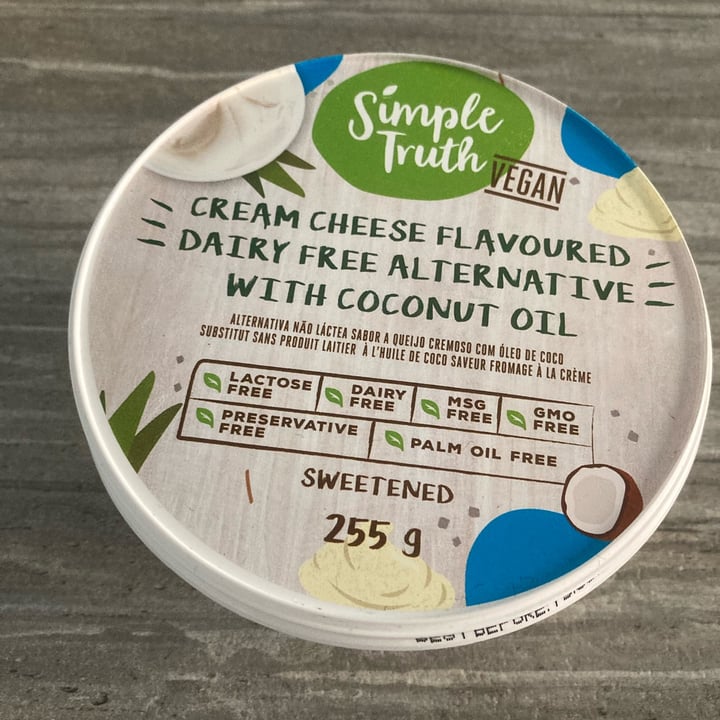 Simple
Truth
VEGAN
CREAM CHEESE FLAVOURED
DAIRY FREE ALTERNATIVE
WITH COCONUT OIL
ALTERNATIVA NÃO LÁCTEA SABOR A QUEIJO CREMOSO COM ÓLEO DE COCO
SUBSTITUT SANS PRODUIT LAITIER À L'HUILE DE COCO SAVEUR FROMAGE À LA CRÈME
LACTOSE
FREE
DAIRY
FREE
MSG
FREE
GMO
FREE
PRESERVATIVE
FREE
PALM OIL FREE
SWEETENED
255 g
BEST BEFORE: